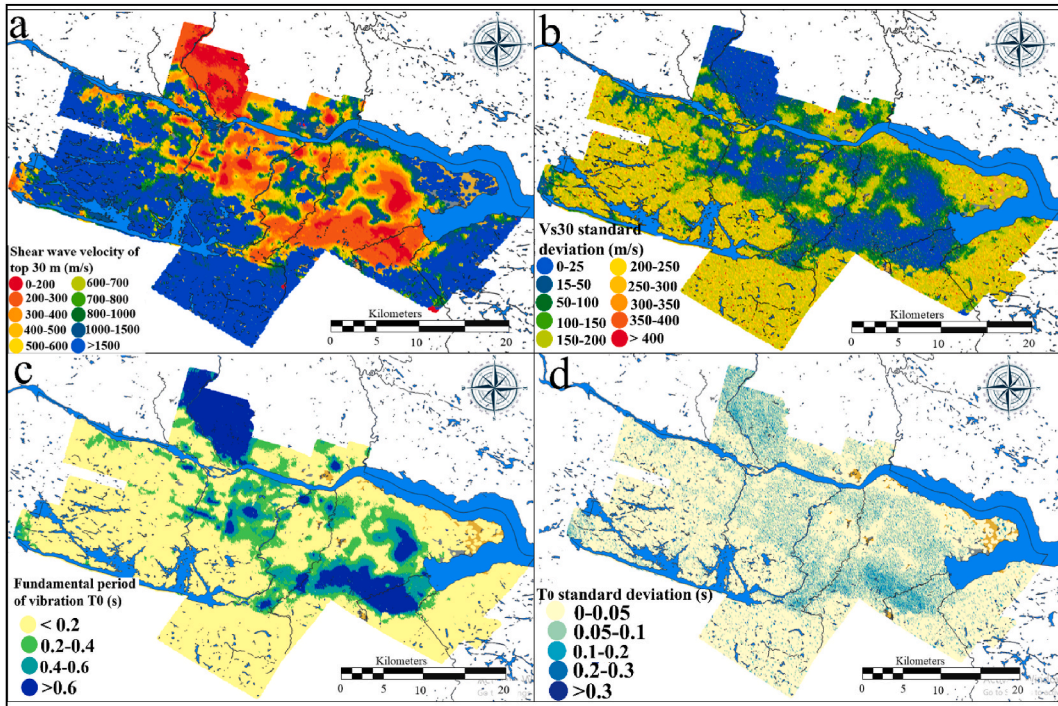 a
Shear wave velocity of
top 30 m (m/s)
0-200
200-300
300-400
400-500
500-600
600-700
700-800
800-1000
1000-1500
>1500
Kilometers
0 5 10 20
b
Vs30 standard
deviation (m/s)
0-25
15-50
50-100
100-150
150-200
200-250
250-300
300-350
350-400
> 400
Kilometers
0 5 10 20
c
Fundamental period
of vibration T0 (s)
< 0.2
0.2-0.4
0.4-0.6
>0.6
Kilometers
0 5 10 20
d
T0 standard deviation (s)
0-0.05
0.05-0.1
0.1-0.2
0.2-0.3
>0.3
Kilometers
0 5 10 20